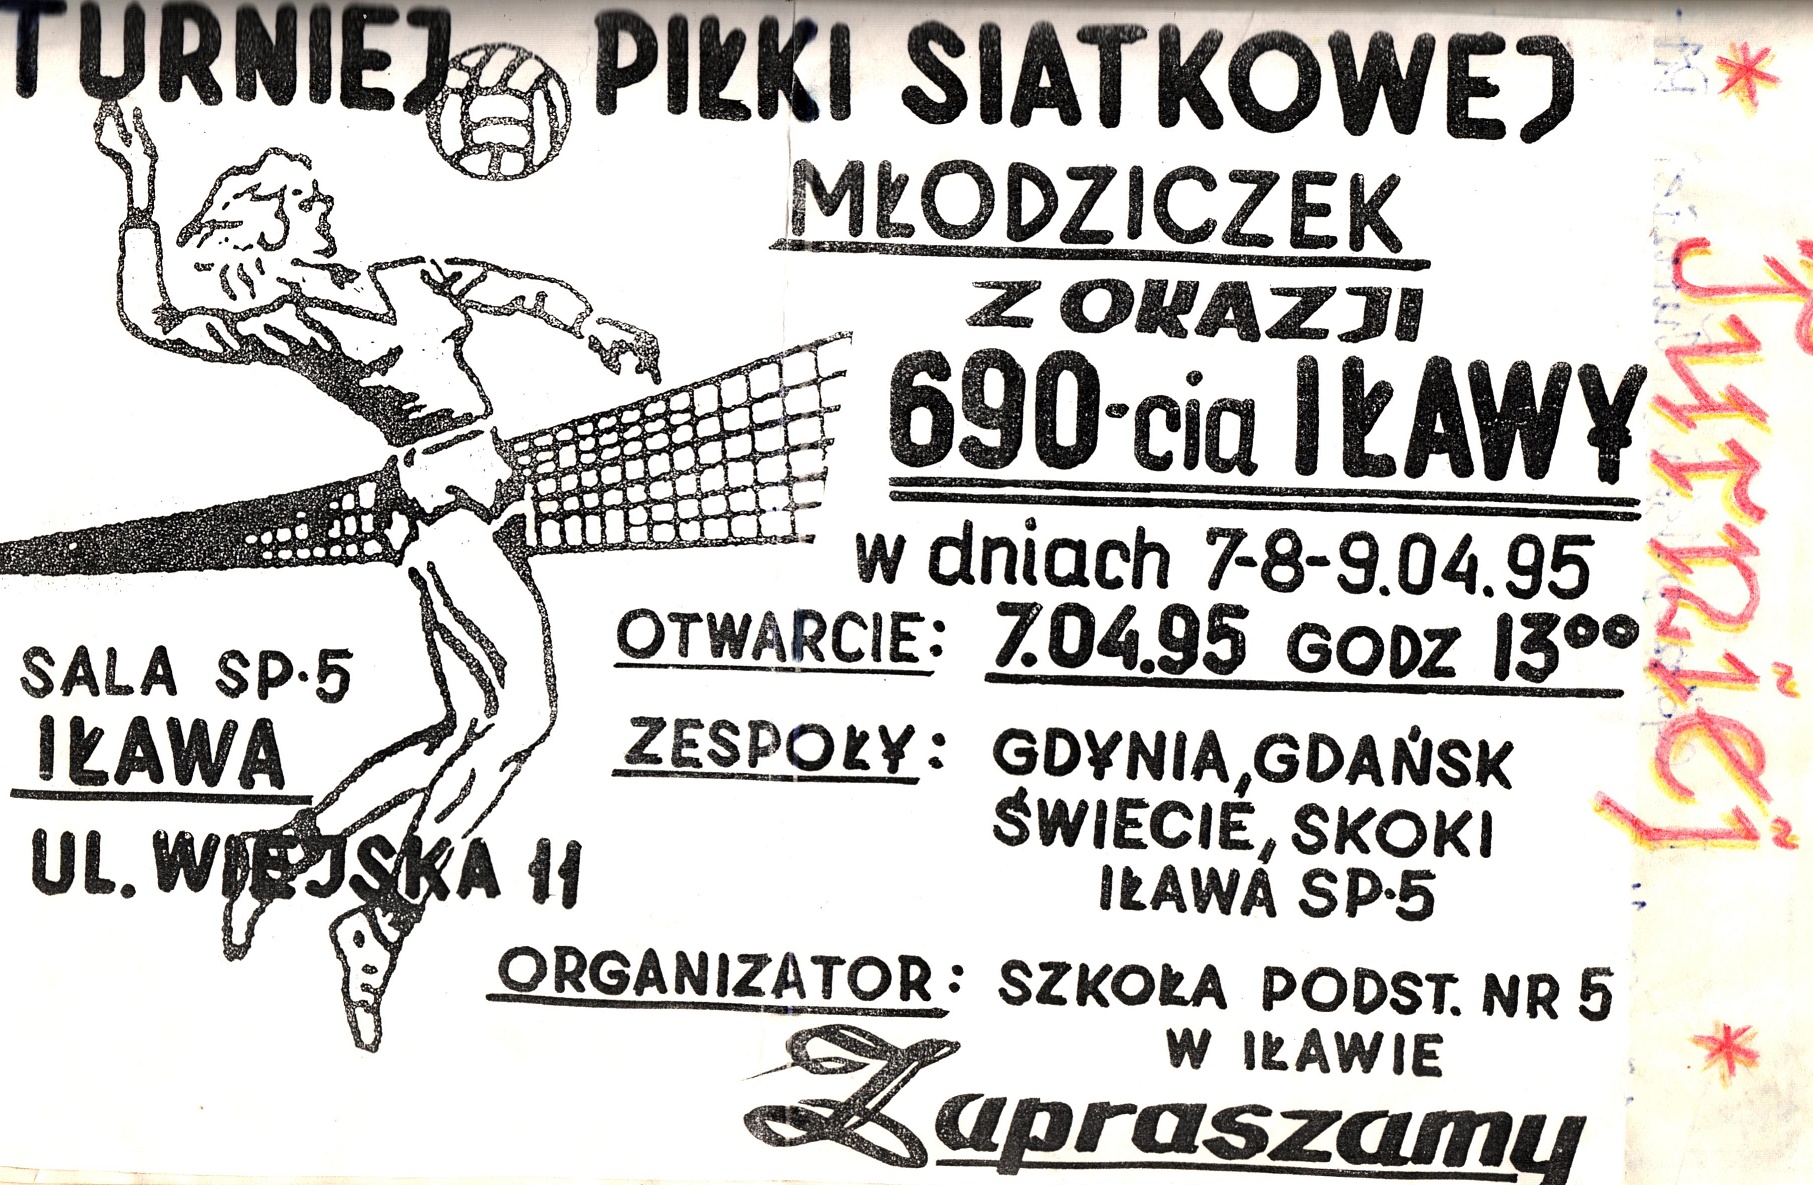 TURNIEJ PIŁKI SIATKOWEJ
MŁODZICZEK
Z OKAZJI
690-cia IŁAWY
w dniach 7-8-9.04.95
OTWARCIE: 7.04.95 GODZ 13⁰⁰
SALA SP.5
IŁAWA
UL. WIEJSKA 11
ZESPOŁY: GDYNIA, GDAŃSK
ŚWIECIE, SKOKI
IŁAWA SP.5
ORGANIZATOR: SZKOŁA PODST. NR 5
W IŁAWIE
Zapraszamy
Turniej